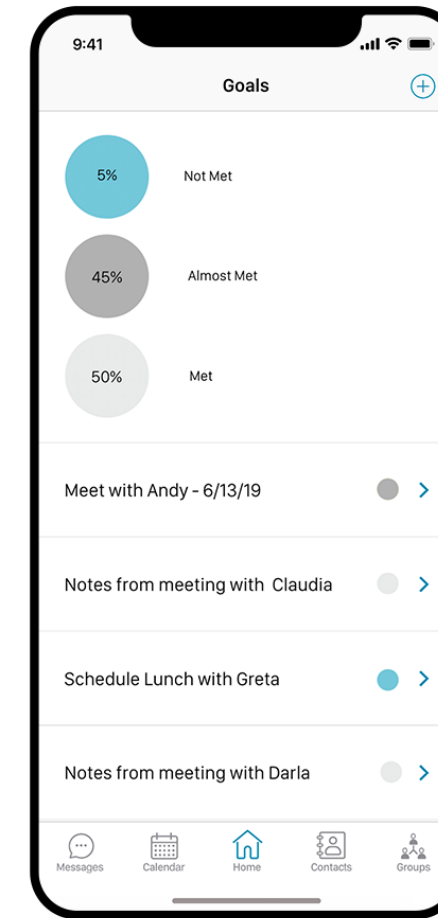 9:41
Goals
5% Not Met
45% Almost Met
50% Met
Meet with Andy - 6/13/19
Notes from meeting with Claudia
Schedule Lunch with Greta
Notes from meeting with Darla
Messages Calendar Home Contacts Groups